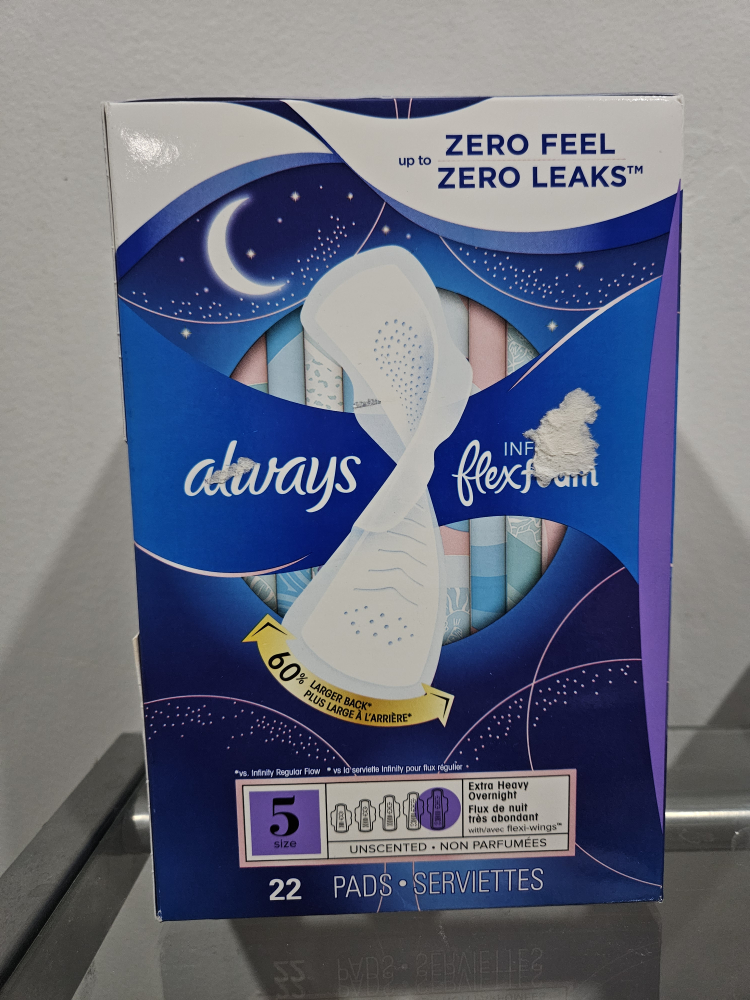 up to ZERO FEEL
ZERO LEAKS™
always
INF
flexfoam
60%
LARGER BACK*
PLUS LARGE À L'ARRIÈRE*
*vs. Infinity Regular Flow * vs la serviette Infinity pour flux régulier
5
size
Extra Heavy
Overnight
Flux de nuit
très abondant
with/avec flexi-wings™
UNSCENTED • NON PARFUMÉES
22 PADS • SERVIETTES